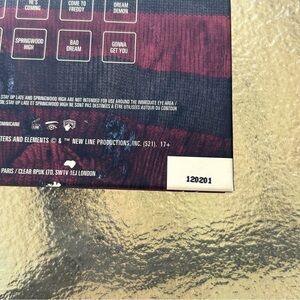 HE'S COMING
COME TO FREDDY
DREAM DEMON
SPRINGWOOD HIGH
BAD DREAM
GONNA GET YOU
STAY UP LATE AND SPRINGWOOD HIGH ARE NOT INTENDED FOR USE AROUND THE IMMEDIATE EYE AREA /
STAY UP LATE ET SPRINGWOOD HIGH NE SONT PAS DESTINÉES À ÊTRE UTILISÉES AUTOUR DU CONTOUR
TERS AND ELEMENTS © & ™ NEW LINE PRODUCTIONS, INC. (S21). 17+
PARIS / CLEAR RPUK LTD, SW1V 1EJ LONDON
120201